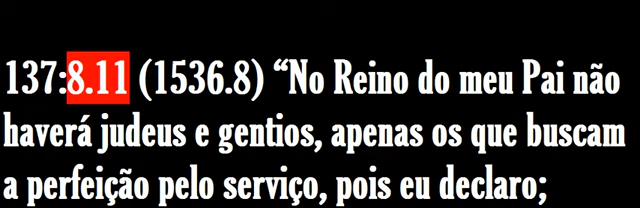 137:8.11 (1536.8) “No Reino do meu Pai não
haverá judeus e gentios, apenas os que buscam
a perfeição pelo serviço, pois eu declaro;